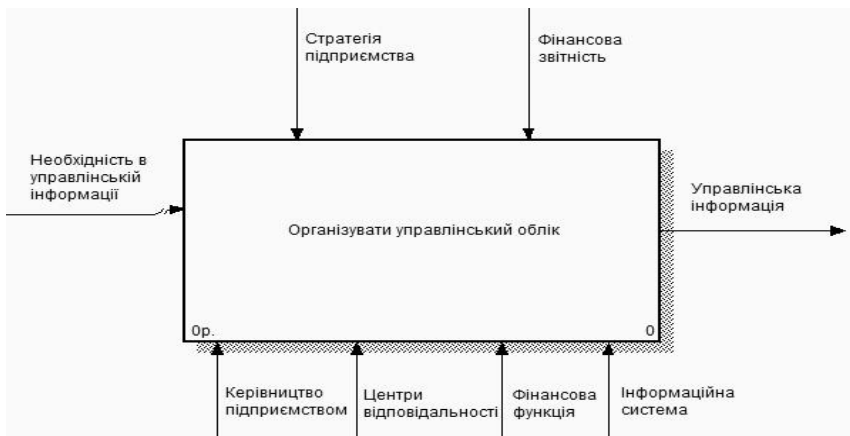 Стратегія
підприємства
Фінансова
звітність
Необхідність в
управлінській
інформації
Організувати управлінський облік
Управлінська
інформація
0р.
0
Керівництво
підприємством
Центри
відповідальності
Фінансова
функція
Інформаційна
система